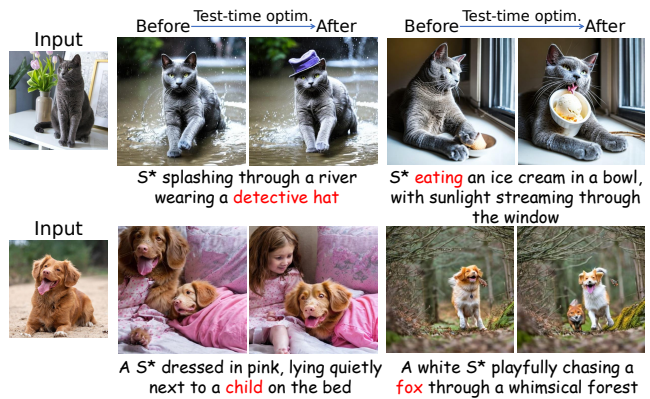 Input
Before Test-time optim. After
Before Test-time optim. After
S* splashing through a river
wearing a detective hat
S* eating an ice cream in a bowl,
with sunlight streaming through
the window
Input
A S* dressed in pink, lying quietly
next to a child on the bed
A white S* playfully chasing a
fox through a whimsical forest